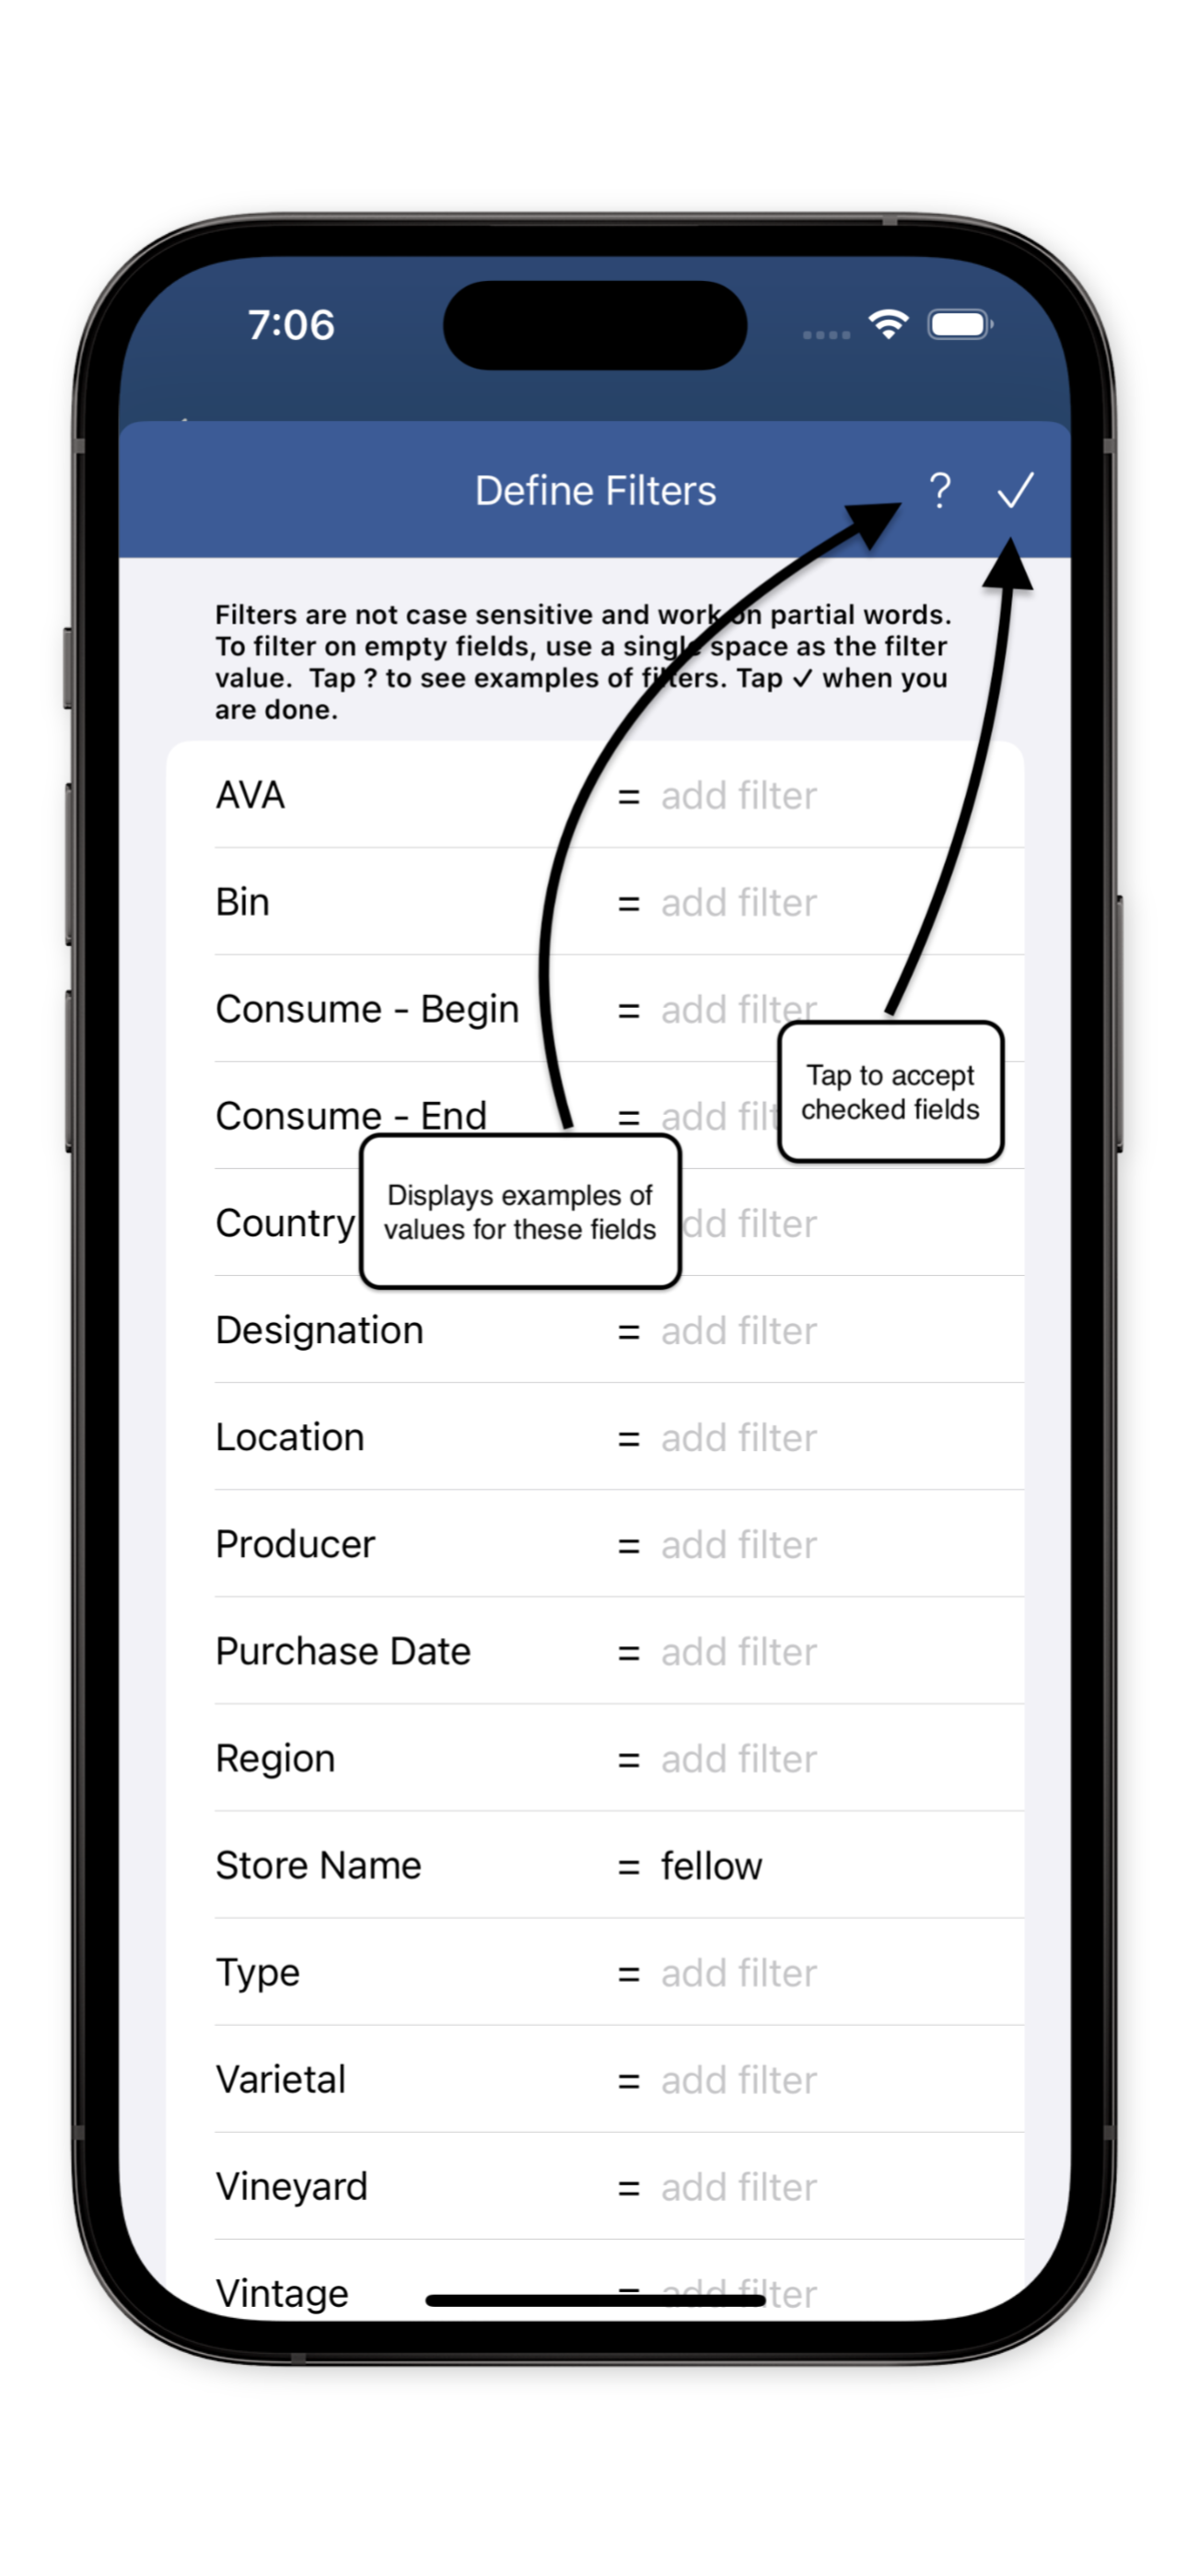 7:06
Define Filters ? ✓
Filters are not case sensitive and work on partial words.
To filter on empty fields, use a single space as the filter
value.  Tap ? to see examples of filters. Tap ✓ when you
are done.
AVA = add filter
Bin = add filter
Consume - Begin = add filter
Tap to accept
checked fields
Consume - End = add
Displays examples of
values for these fields
Country filter
Designation = add filter
Location = add filter
Producer = add filter
Purchase Date = add filter
Region = add filter
Store Name = fellow
Type = add filter
Varietal = add filter
Vineyard = add filter
Vintage = add filter